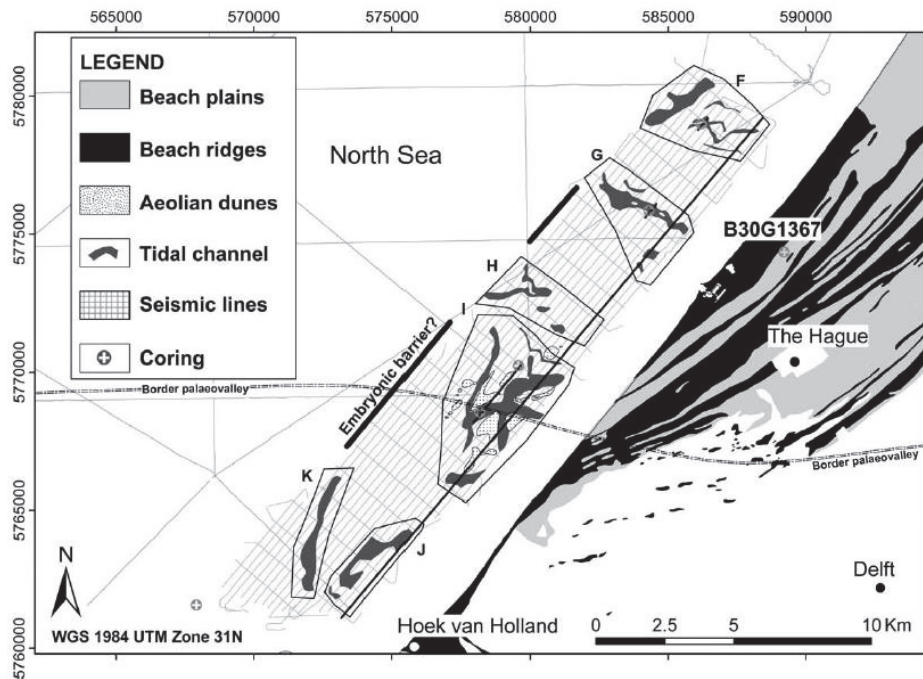 565000 570000 575000 580000 585000 590000
5780000
5775000
5770000
5765000
5760000
LEGEND
Beach plains
Beach ridges
Aeolian dunes
Tidal channel
Seismic lines
Coring
North Sea
F
G
H
I
K
J
B30G1367
The Hague
Embryonic barrier?
Border palaeovalley
Border palaeovalley
Delft
N
WGS 1984 UTM Zone 31N
Hoek van Holland
0 2.5 5 10 Km